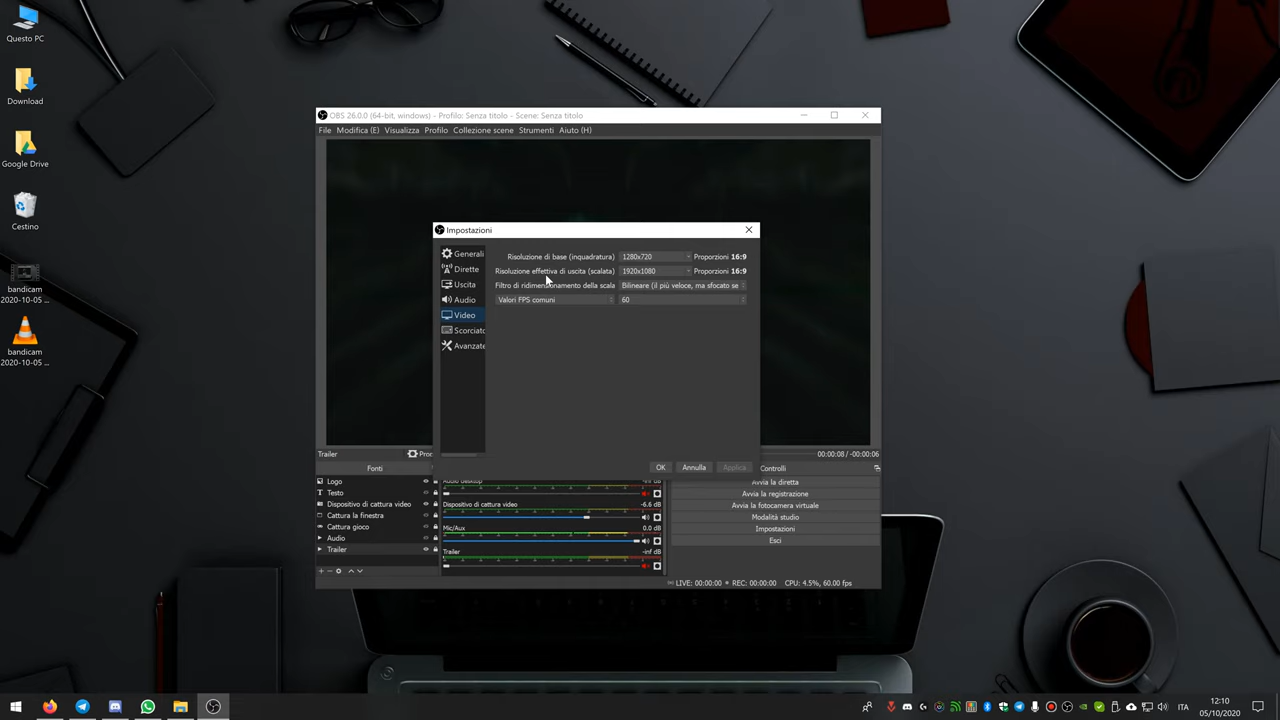 Questo PC
Download
Google Drive
Cestino
bandicam
2020-10-05 ...
bandicam
2020-10-05 ...
OBS 26.0.0 (64-bit, windows) - Profilo: Senza titolo - Scene: Senza titolo
File Modifica (E) Visualizza Profilo Collezione scene Strumenti Aiuto (H)
Impostazioni
Generali
Dirette
Uscita
Audio
Video
Scorciato
Avanzate
Risoluzione di base (inquadratura) 1280x720 Proporzioni 16:9
Risoluzione effettiva di uscita (scalata) 1920x1080 Proporzioni 16:9
Filtro di ridimensionamento della scala Bilineare (il più veloce, ma sfocato se
Valori FPS comuni 60
OK Annulla Applica
Trailer Prop 00:00:08 / -00:00:06
Fonti
Logo
Testo
Dispositivo di cattura video
Cattura la finestra
Cattura gioco
Audio
Trailer
Audio desktop -inf dB
Dispositivo di cattura video -6.6 dB
Mic/Aux 0.0 dB
Trailer -inf dB
Controlli
Avvia la diretta
Avvia la registrazione
Avvia la fotocamera virtuale
Modalità studio
Impostazioni
Esci
LIVE: 00:00:00 REC: 00:00:00 CPU: 4.5%, 60.00 fps
ITA
12:10
05/10/2020